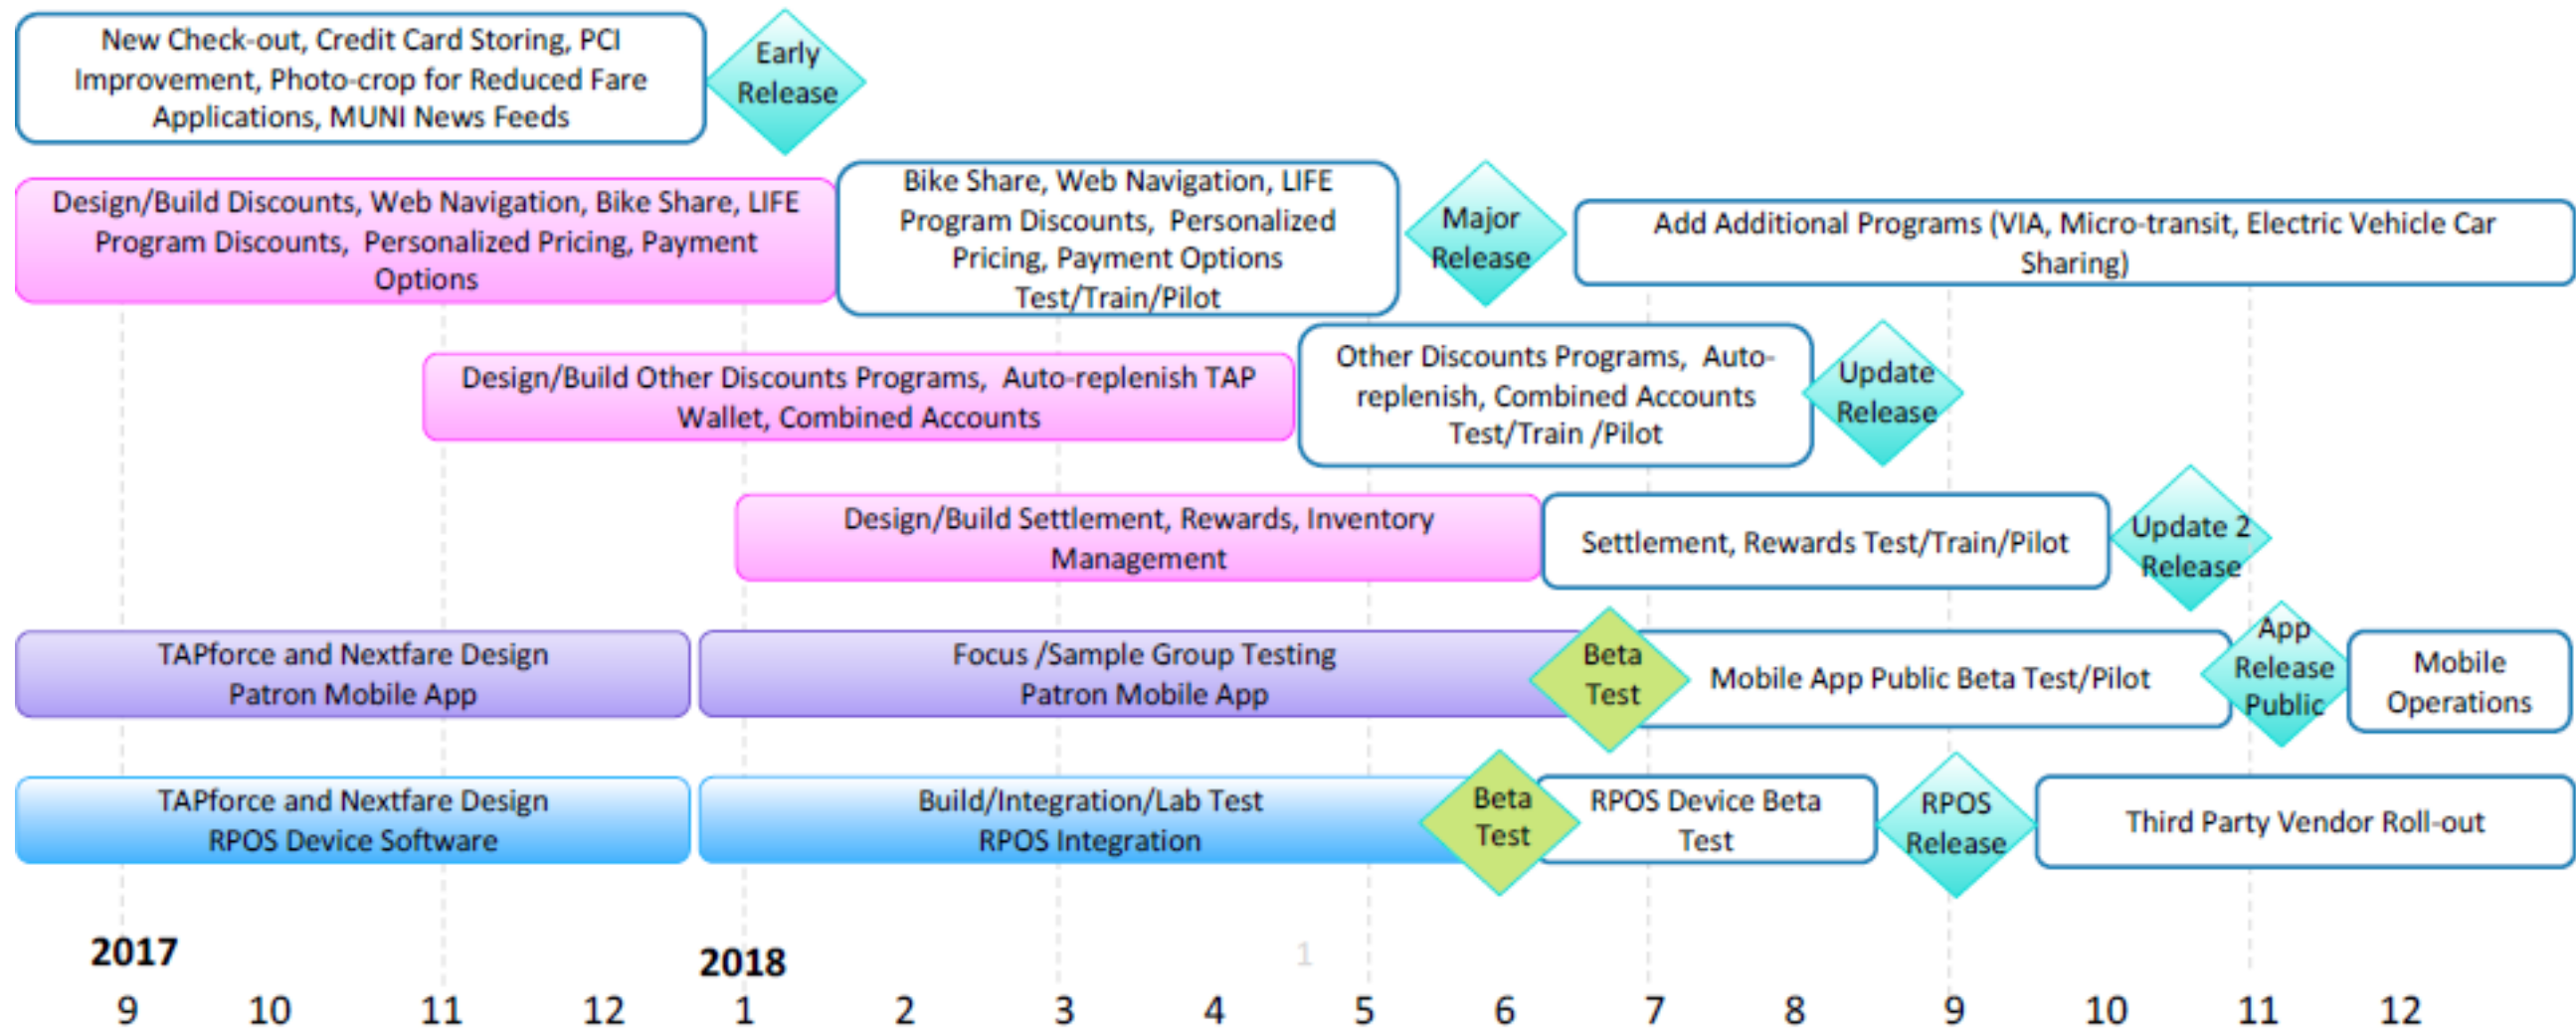 New Check-out, Credit Card Storing, PCI
Improvement, Photo-crop for Reduced Fare
Applications, MUNI News Feeds
Early
Release
Design/Build Discounts, Web Navigation, Bike Share, LIFE
Program Discounts, Personalized Pricing, Payment
Options
Bike Share, Web Navigation, LIFE
Program Discounts, Personalized
Pricing, Payment Options
Test/Train/Pilot
Major
Release
Add Additional Programs (VIA, Micro-transit, Electric Vehicle Car
Sharing)
Design/Build Other Discounts Programs, Auto-replenish TAP
Wallet, Combined Accounts
Other Discounts Programs, Auto-
replenish, Combined Accounts
Test/Train /Pilot
Update
Release
Design/Build Settlement, Rewards, Inventory
Management
Settlement, Rewards Test/Train/Pilot
Update 2
Release
TAPforce and Nextfare Design
Patron Mobile App
Focus /Sample Group Testing
Patron Mobile App
Beta
Test
Mobile App Public Beta Test/Pilot
App
Release
Public
Mobile
Operations
TAPforce and Nextfare Design
RPOS Device Software
Build/Integration/Lab Test
RPOS Integration
Beta
Test
RPOS Device Beta
Test
RPOS
Release
Third Party Vendor Roll-out
2017
2018
1
9 10 11 12 1 2 3 4 5 6 7 8 9 10 11 12